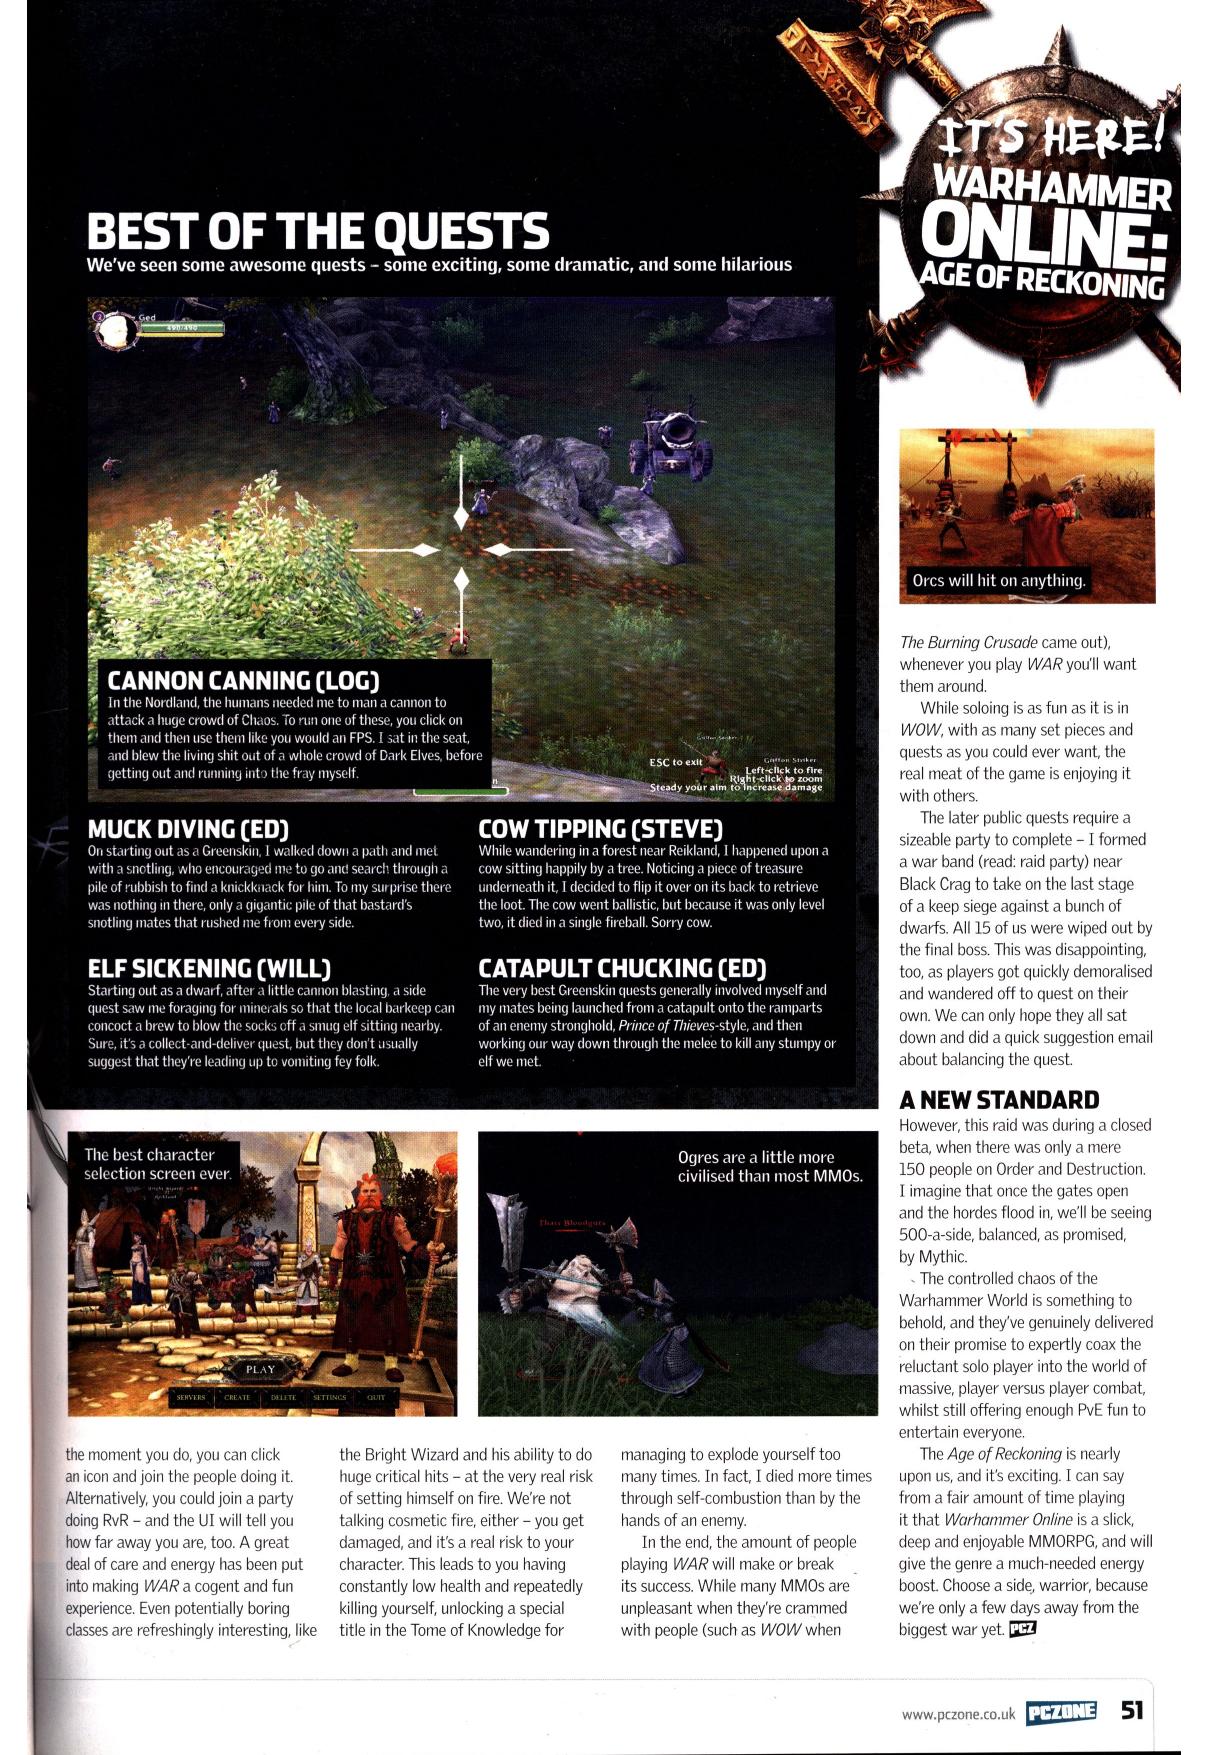 IT'S HERE!
WARHAMMER
ONLINE:
AGE OF RECKONING
BEST OF THE QUESTS
We've seen some awesome quests – some exciting, some dramatic, and some hilarious
Ged
490/490
CANNON CANNING (LOG)
In the Nordland, the humans needed me to man a cannon to
attack a huge crowd of Chaos. To run one of these, you click on
them and then use them like you would an FPS. I sat in the seat,
and blew the living shit out of a whole crowd of Dark Elves, before
getting out and running into the fray myself.
ESC to exit
Griffon Striker
Left-click to fire
Right-click to zoom
Steady your aim to increase damage
MUCK DIVING (ED)
On starting out as a Greenskin, I walked down a path and met
with a snotling, who encouraged me to go and search through a
pile of rubbish to find a knickknack for him. To my surprise there
was nothing in there, only a gigantic pile of that bastard's
snotling mates that rushed me from every side.
ELF SICKENING (WILL)
Starting out as a dwarf, after a little cannon blasting, a side
quest saw me foraging for minerals so that the local barkeep can
concoct a brew to blow the socks off a smug elf sitting nearby.
Sure, it's a collect-and-deliver quest, but they don't usually
suggest that they're leading up to vomiting fey folk.
COW TIPPING (STEVE)
While wandering in a forest near Reikland, I happened upon a
cow sitting happily by a tree. Noticing a piece of treasure
underneath it, I decided to flip it over on its back to retrieve
the loot. The cow went ballistic, but because it was only level
two, it died in a single fireball. Sorry cow.
CATAPULT CHUCKING (ED)
The very best Greenskin quests generally involved myself and
my mates being launched from a catapult onto the ramparts
of an enemy stronghold, Prince of Thieves-style, and then
working our way down through the melee to kill any stumpy or
elf we met.
The best character
selection screen ever.
PLAY
SERVERS CREATE DELETE SETTINGS QUIT
Ogres are a little more
civilised than most MMOs.
the moment you do, you can click
an icon and join the people doing it.
Alternatively, you could join a party
doing RvR – and the UI will tell you
how far away you are, too. A great
deal of care and energy has been put
into making WAR a cogent and fun
experience. Even potentially boring
classes are refreshingly interesting, like
the Bright Wizard and his ability to do
huge critical hits – at the very real risk
of setting himself on fire. We're not
talking cosmetic fire, either – you get
damaged, and it's a real risk to your
character. This leads to you having
constantly low health and repeatedly
killing yourself, unlocking a special
title in the Tome of Knowledge for
managing to explode yourself too
many times. In fact, I died more times
through self-combustion than by the
hands of an enemy.
In the end, the amount of people
playing WAR will make or break
its success. While many MMOs are
unpleasant when they're crammed
with people (such as WOW when
Orcs will hit on anything.
The Burning Crusade came out),
whenever you play WAR you'll want
them around.
While soloing is as fun as it is in
WOW, with as many set pieces and
quests as you could ever want, the
real meat of the game is enjoying it
with others.
The later public quests require a
sizeable party to complete – I formed
a war band (read: raid party) near
Black Crag to take on the last stage
of a keep siege against a bunch of
dwarfs. All 15 of us were wiped out by
the final boss. This was disappointing,
too, as players got quickly demoralised
and wandered off to quest on their
own. We can only hope they all sat
down and did a quick suggestion email
about balancing the quest.
A NEW STANDARD
However, this raid was during a closed
beta, when there was only a mere
150 people on Order and Destruction.
I imagine that once the gates open
and the hordes flood in, we'll be seeing
500-a-side, balanced, as promised,
by Mythic.
The controlled chaos of the
Warhammer World is something to
behold, and they've genuinely delivered
on their promise to expertly coax the
reluctant solo player into the world of
massive, player versus player combat,
whilst still offering enough PvE fun to
entertain everyone.
The Age of Reckoning is nearly
upon us, and it's exciting. I can say
from a fair amount of time playing
it that Warhammer Online is a slick,
deep and enjoyable MMORPG, and will
give the genre a much-needed energy
boost. Choose a side, warrior, because
we're only a few days away from the
biggest war yet. PCZ
www.pczone.co.uk PCZONE 51